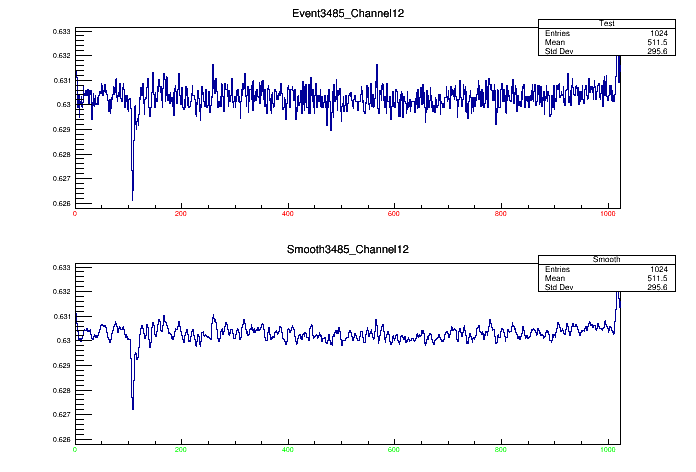 Event3485_Channel12
Test
Entries 1024
Mean 511.5
Std Dev 295.6
0.633
0.632
0.631
0.63
0.629
0.628
0.627
0.626
0 200 400 600 800 1000
Smooth3485_Channel12
Smooth
Entries 1024
Mean 511.5
Std Dev 295.6
0.633
0.632
0.631
0.63
0.629
0.628
0.627
0.626
0 200 400 600 800 1000